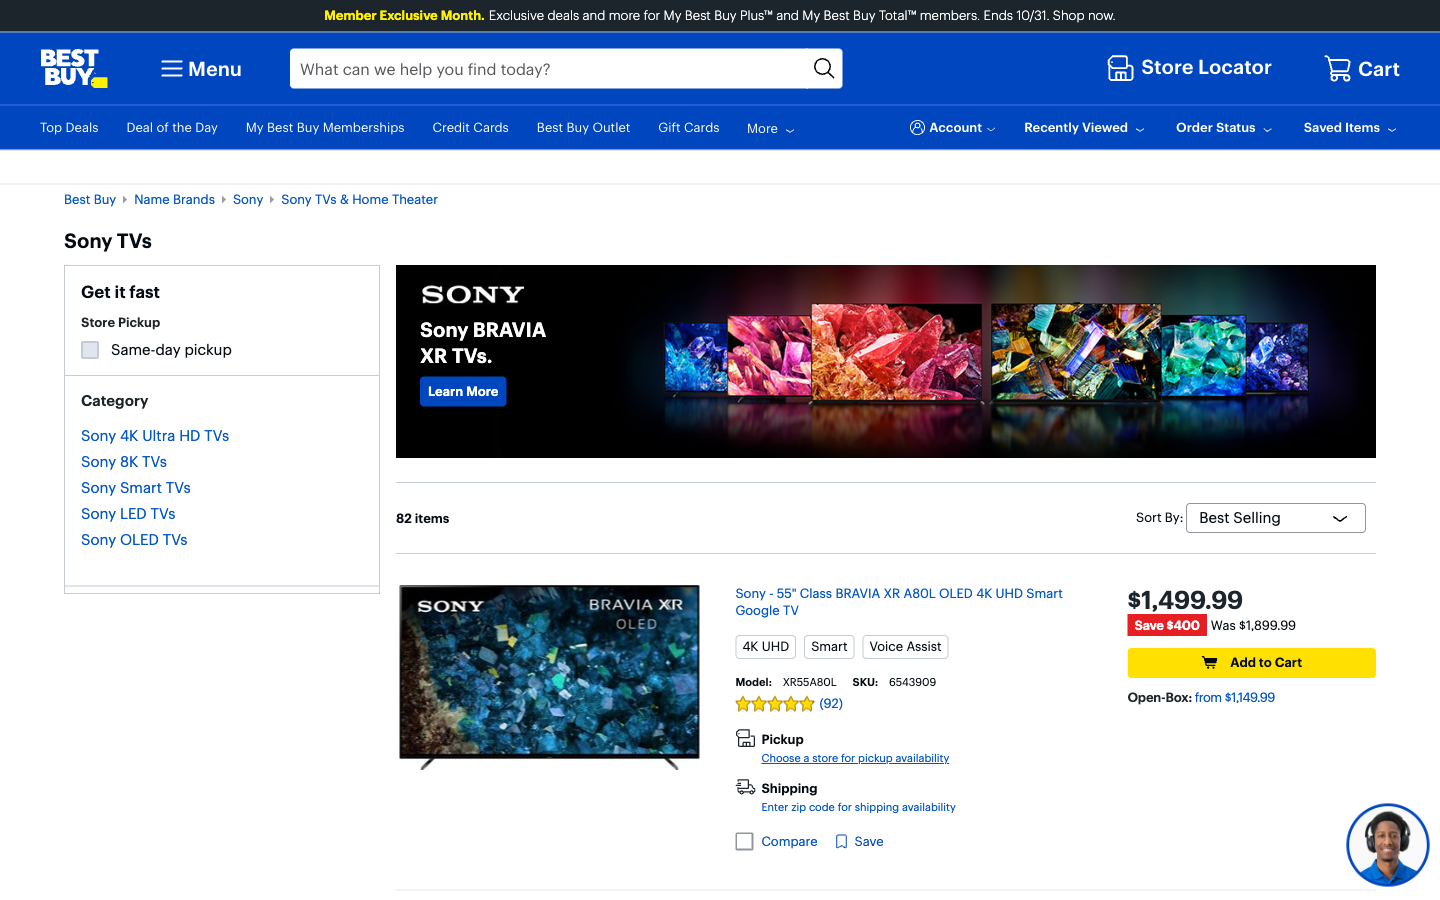 Member Exclusive Month. Exclusive deals and more for My Best Buy Plus™ and My Best Buy Total™ members. Ends 10/31. Shop now.
BEST BUY
Menu
What can we help you find today?
Store Locator
Cart
Top Deals
Deal of the Day
My Best Buy Memberships
Credit Cards
Best Buy Outlet
Gift Cards
More
Account
Recently Viewed
Order Status
Saved Items
Best Buy
Name Brands
Sony
Sony TVs & Home Theater
Sony TVs
Get it fast
Store Pickup
Same-day pickup
Category
Sony 4K Ultra HD TVs
Sony 8K TVs
Sony Smart TVs
Sony LED TVs
Sony OLED TVs
SONY
Sony BRAVIA
XR TVs.
Learn More
82 items
Sort By:
Best Selling
SONY
BRAVIA XR
OLED
Sony - 55" Class BRAVIA XR A80L OLED 4K UHD Smart
Google TV
4K UHD
Smart
Voice Assist
Model: XR55A80L SKU: 6543909
(92)
Pickup
Choose a store for pickup availability
Shipping
Enter zip code for shipping availability
Compare
Save
$1,499.99
Save $400 Was $1,899.99
Add to Cart
Open-Box: from $1,149.99